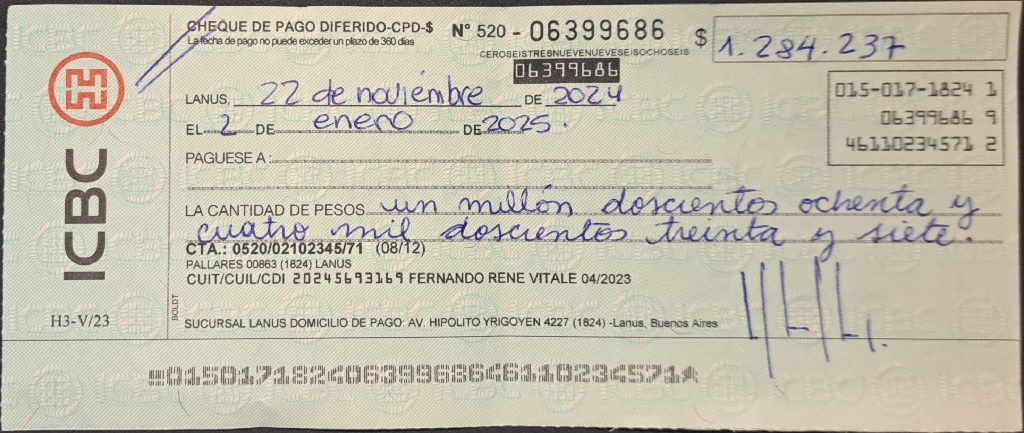 CHEQUE DE PAGO DIFERIDO-CPD-$ Nº 520 - 06399686 $ 1.284.237
La fecha de pago no puede exceder un plazo de 360 días
CEROSEISTRESNUEVENUEVESEISOCHOSEIS
06399686
015-017-1824 1
LANUS, 22 de noviembre DE 2024
06399686 9
EL 2 DE enero DE 2025.
46110234571 2
PAGUESE A :
LA CANTIDAD DE PESOS un millón doscientos ochenta y
cuatro mil doscientos treinta y siete.
CTA.: 0520/02102345/71 (08/12)
PALLARES 00863 (1824) LANUS
CUIT/CUIL/CDI 20245693169 FERNANDO RENE VITALE 04/2023
ICBC
BOLDT
H3-V/23
SUCURSAL LANUS DOMICILIO DE PAGO: AV. HIPOLITO YRIGOYEN 4227 (1824) -Lanus, Buenos Aires
01501718240639968646110234571